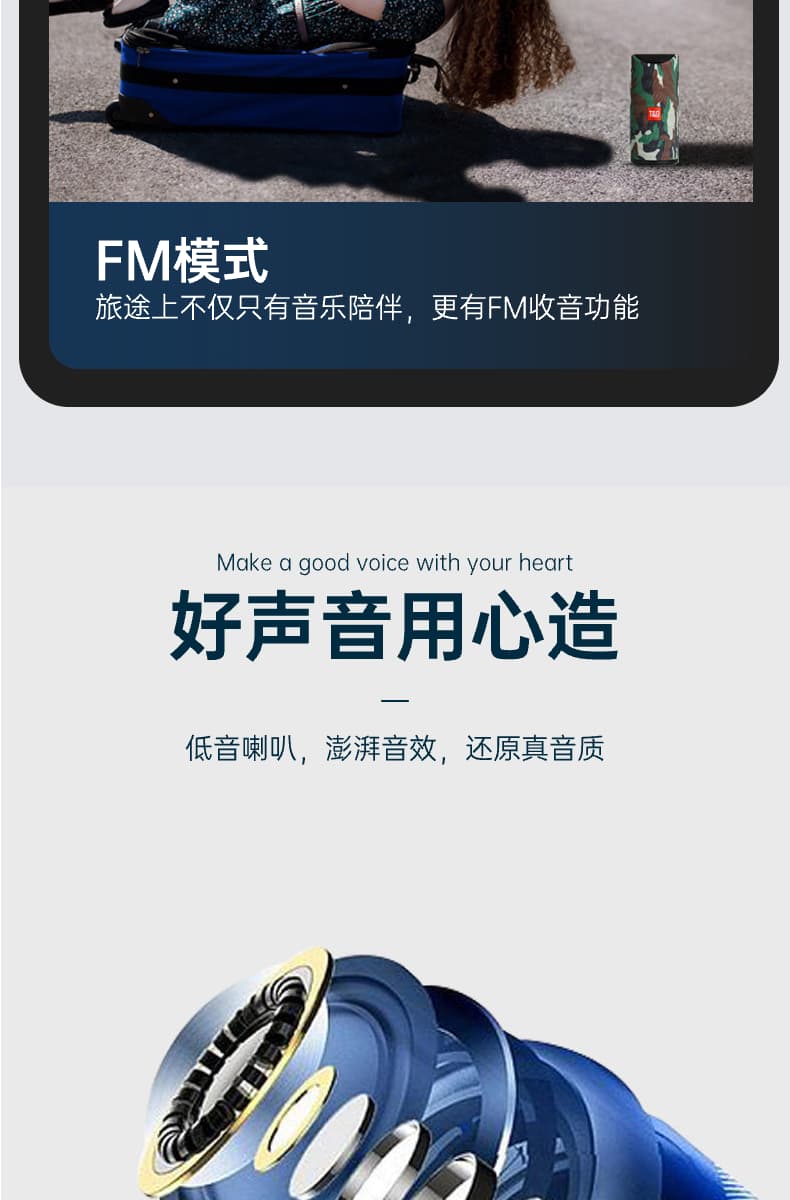 T&G
FM模式
旅途上不仅只有音乐陪伴，更有FM收音功能
Make a good voice with your heart
好声音用心造
低音喇叭，澎湃音效，还原真音质